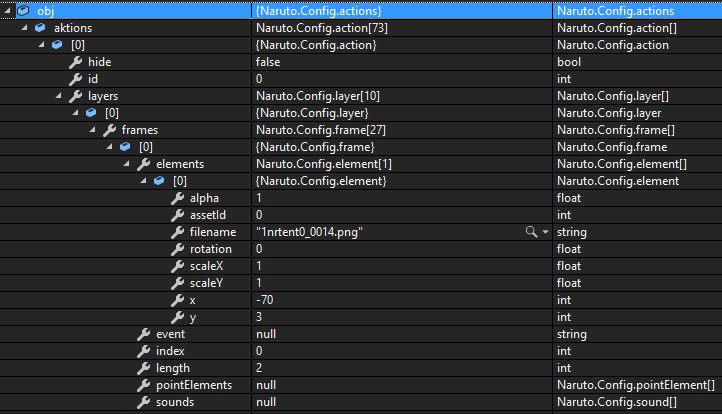 obj {Naruto.Config.actions} Naruto.Config.actions
aktions Naruto.Config.action[73] Naruto.Config.action[]
[0] {Naruto.Config.action} Naruto.Config.action
hide false bool
id 0 int
layers Naruto.Config.layer[10] Naruto.Config.layer[]
[0] {Naruto.Config.layer} Naruto.Config.layer
frames Naruto.Config.frame[27] Naruto.Config.frame[]
[0] {Naruto.Config.frame} Naruto.Config.frame
elements Naruto.Config.element[1] Naruto.Config.element[]
[0] {Naruto.Config.element} Naruto.Config.element
alpha 1 float
assetId 0 int
filename "1nrtent0_0014.png" string
rotation 0 float
scaleX 1 float
scaleY 1 float
x -70 int
y 3 int
event null string
index 0 int
length 2 int
pointElements null Naruto.Config.pointElement[]
sounds null Naruto.Config.sound[]